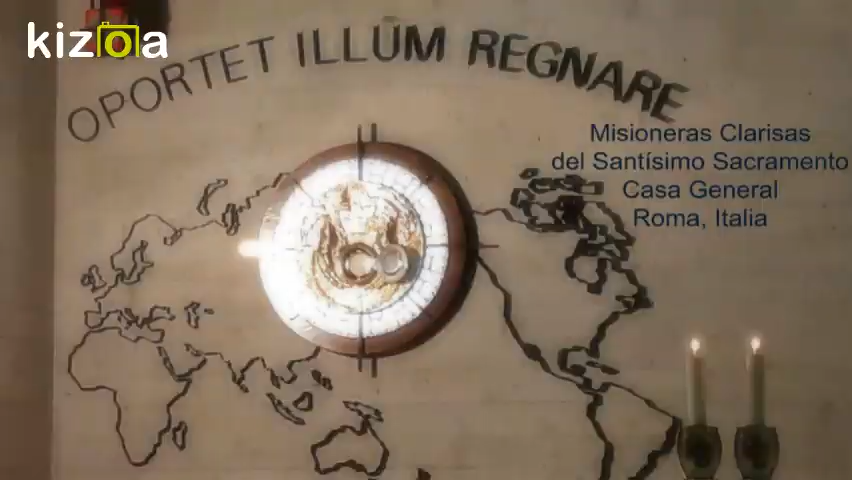 kizoa
OPORTET ILLUM REGNARE
Misioneras Clarisas
del Santísimo Sacramento
Casa General
Roma, Italia